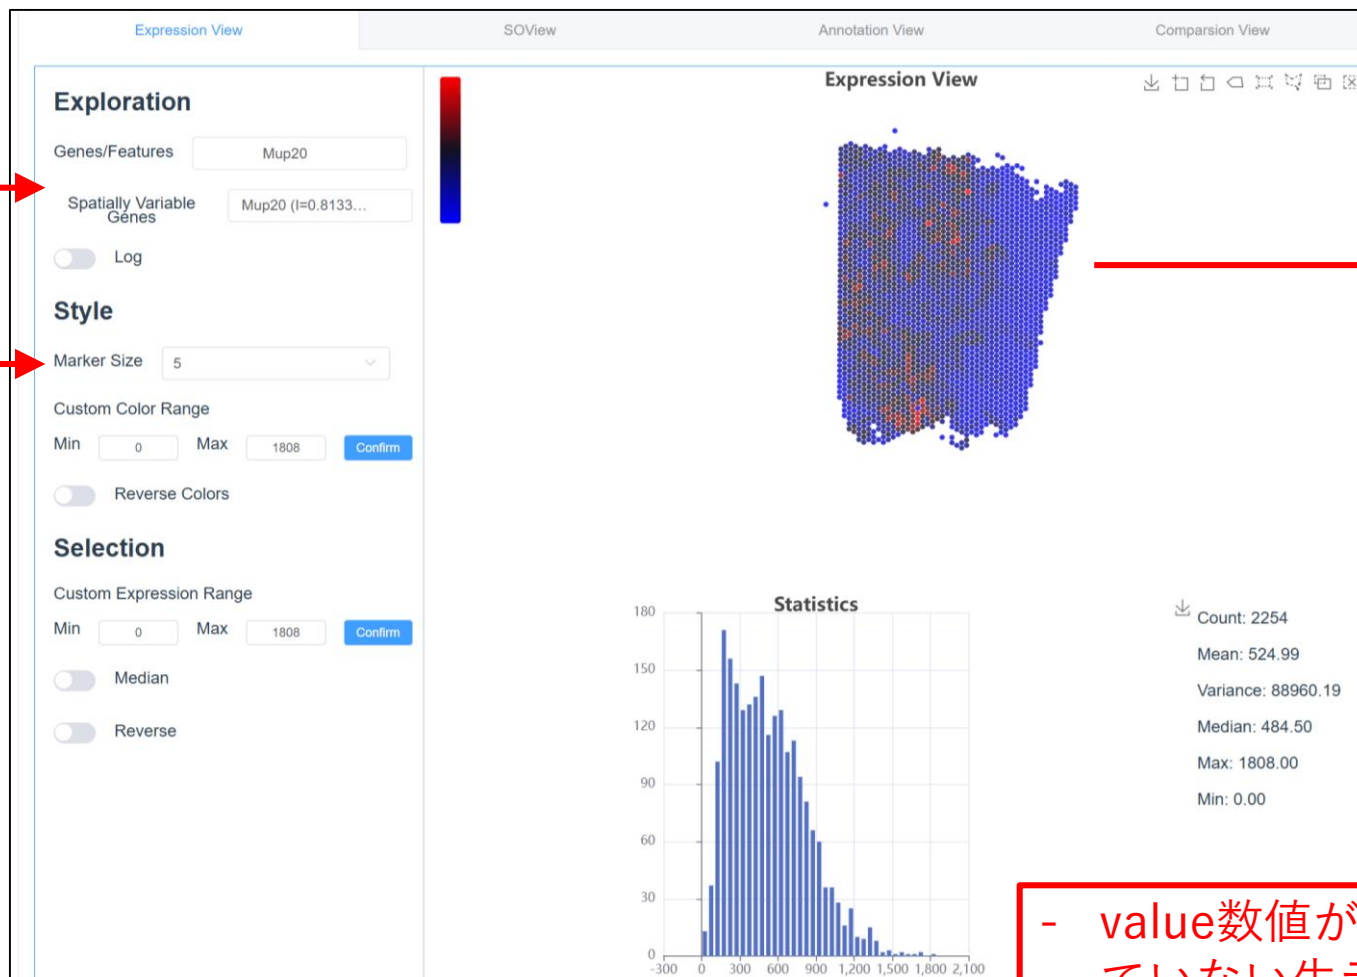 Expression View
SOView
Annotation View
Comparsion View
Exploration
Genes/Features
Mup20
Spatially Variable
Genes
Mup20 (I=0.8133...
Log
Style
Marker Size
5
Custom Color Range
Min
0
Max
1808
Confirm
Reverse Colors
Selection
Custom Expression Range
Min
0
Max
1808
Confirm
Median
Reverse
Expression View
Statistics
180
150
120
90
60
30
0
-300 0 300 600 900 1,200 1,500 1,800 2,100
Count: 2254
Mean: 524.99
Variance: 88960.19
Median: 484.50
Max: 1808.00
Min: 0.00
- value数値が